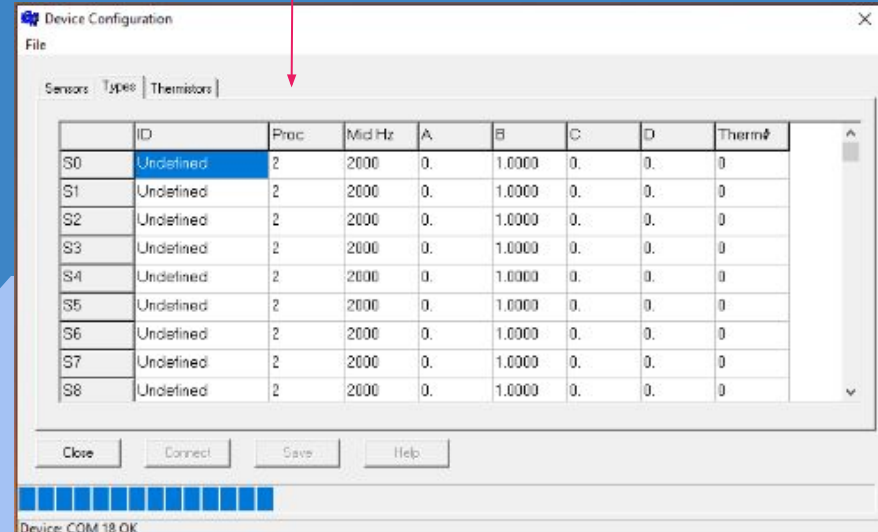 Device Configuration
File
Sensors Types Thermistors
ID Proc Mid Hz A B C D Therm#
S0 Undefined 2 2000 0. 1.0000 0. 0. 0
S1 Undefined 2 2000 0. 1.0000 0. 0. 0
S2 Undefined 2 2000 0. 1.0000 0. 0. 0
S3 Undefined 2 2000 0. 1.0000 0. 0. 0
S4 Undefined 2 2000 0. 1.0000 0. 0. 0
S5 Undefined 2 2000 0. 1.0000 0. 0. 0
S6 Undefined 2 2000 0. 1.0000 0. 0. 0
S7 Undefined 2 2000 0. 1.0000 0. 0. 0
S8 Undefined 2 2000 0. 1.0000 0. 0. 0
Close Connect Save Help
Device: COM 18 OK